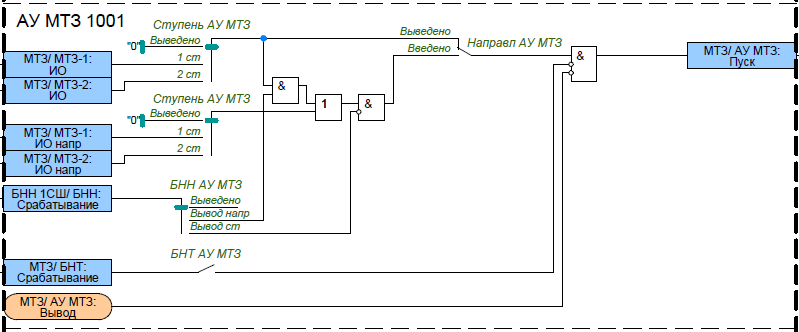 АУ МТЗ 1001
Ступень АУ МТЗ
"0"
Выведено
1 ст
2 ст
МТЗ/ МТЗ-1:
ИО
МТЗ/ МТЗ-2:
ИО
Выведено
Введено
Направл АУ МТЗ
&
МТЗ/ АУ МТЗ:
Пуск
&
1
&
Ступень АУ МТЗ
"0"
Выведено
1 ст
2 ст
МТЗ/ МТЗ-1:
ИО напр
МТЗ/ МТЗ-2:
ИО напр
БНН АУ МТЗ
БНН 1СШ/ БНН:
Срабатывание
Выведено
Вывод напр
Вывод ст
БНТ АУ МТЗ
МТЗ/ БНТ:
Срабатывание
МТЗ/ АУ МТЗ:
Вывод